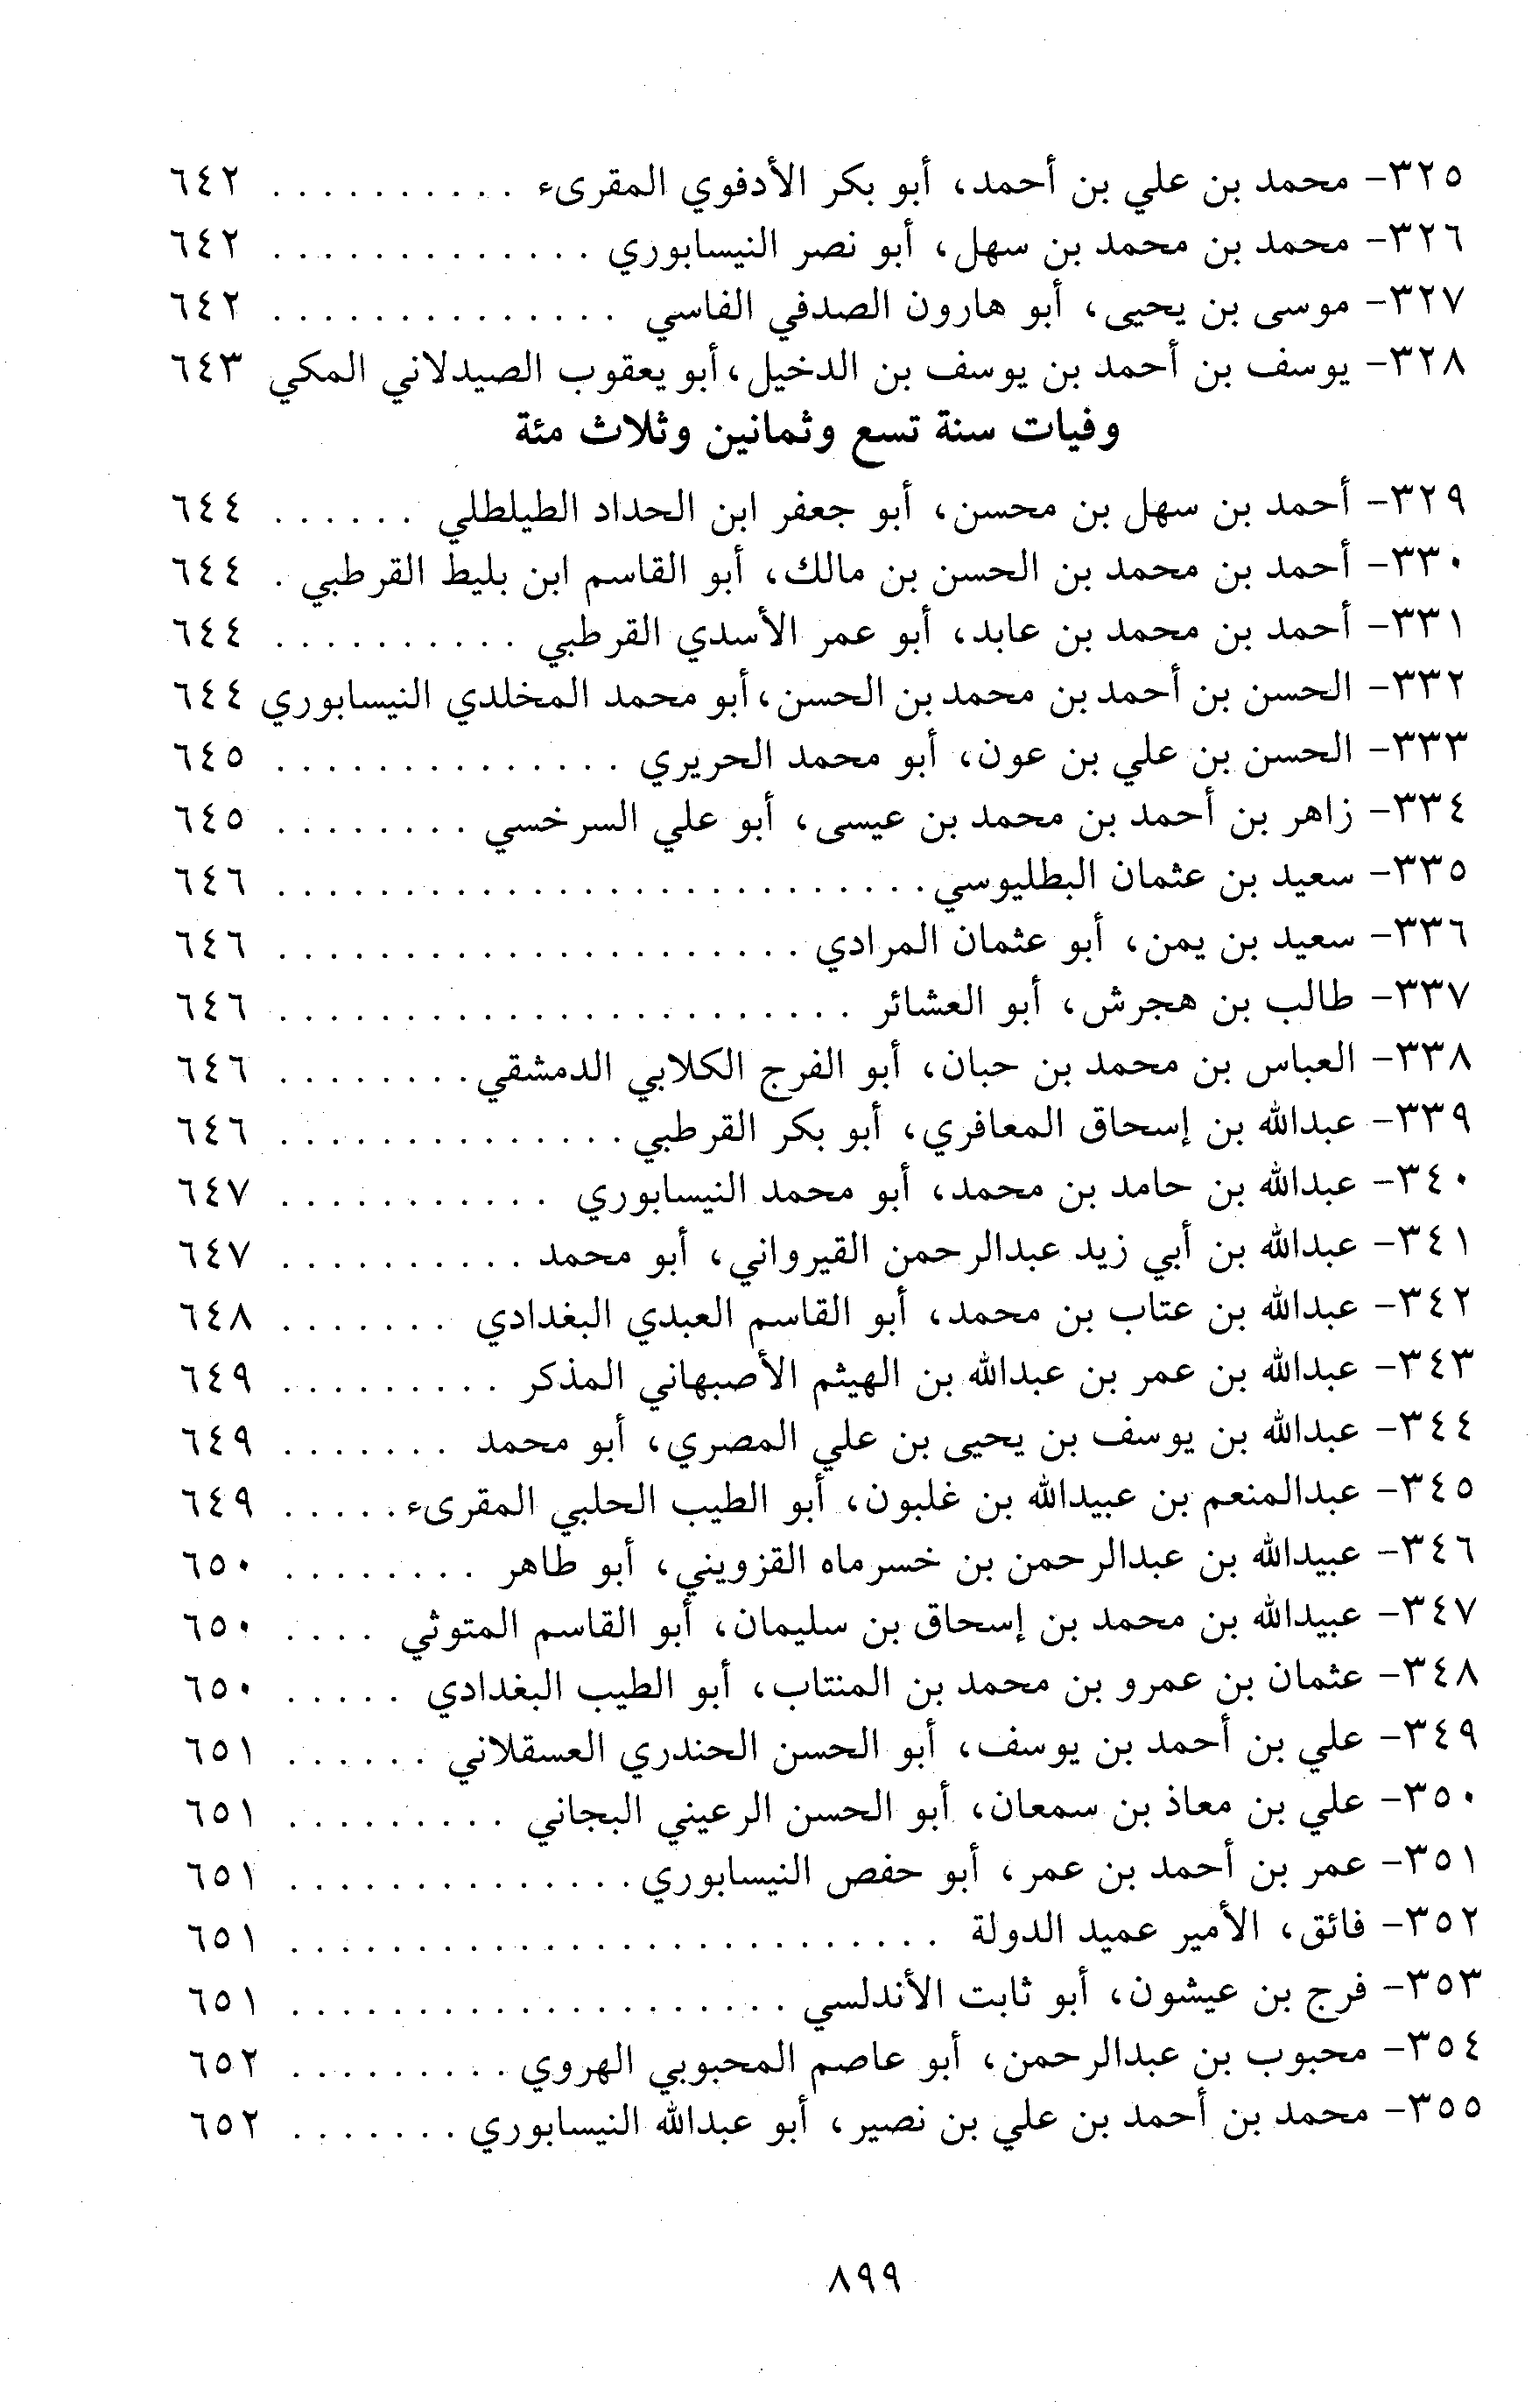 ٣٢٥- محمد بن علي بن أحمد، أبو بكر الأدفوي المقرىء . . . . . . . . . . ٦٤٢
٣٢٦- محمد بن محمد بن سهل، أبو نصر النيسابوري . . . . . . . . . . . . . ٦٤٢
٣٢٧- موسى بن يحيى، أبو هارون الصدفي الفاسي . . . . . . . . . . . . . . ٦٤٢
٣٢٨- يوسف بن أحمد بن يوسف بن الدخيل، أبو يعقوب الصيدلاني المكي ٦٤٣
وفيات سنة تسع وثمانين وثلاث مئة
٣٢٩- أحمد بن سهل بن محسن، أبو جعفر ابن الحداد الطيلطلي . . . . . . ٦٤٤
٣٣٠- أحمد بن محمد بن الحسن بن مالك، أبو القاسم ابن بليط القرطبي . ٦٤٤
٣٣١- أحمد بن محمد بن عابد، أبو عمر الأسدي القرطبي . . . . . . . . . . ٦٤٤
٣٣٢- الحسن بن أحمد بن محمد بن الحسن، أبو محمد المخلدي النيسابوري ٦٤٤
٣٣٣- الحسن بن علي بن عون، أبو محمد الحريري . . . . . . . . . . . . . . ٦٤٥
٣٣٤- زاهر بن أحمد بن محمد بن عيسى، أبو علي السرخسي . . . . . . . . ٦٤٥
٣٣٥- سعيد بن عثمان البطليوسي . . . . . . . . . . . . . . . . . . . . . . . . . . ٦٤٦
٣٣٦- سعيد بن يمن، أبو عثمان المرادي . . . . . . . . . . . . . . . . . . . . . ٦٤٦
٣٣٧- طالب بن هجرش، أبو العشائر . . . . . . . . . . . . . . . . . . . . . . . ٦٤٦
٣٣٨- العباس بن محمد بن حبان، أبو الفرج الكلابي الدمشقي . . . . . . . . ٦٤٦
٣٣٩- عبدالله بن إسحاق المعافري، أبو بكر القرطبي . . . . . . . . . . . . . . ٦٤٦
٣٤٠- عبدالله بن حامد بن محمد، أبو محمد النيسابوري . . . . . . . . . . . ٦٤٧
٣٤١- عبدالله بن أبي زيد عبدالرحمن القيرواني، أبو محمد . . . . . . . . . . ٦٤٧
٣٤٢- عبدالله بن عتاب بن محمد، أبو القاسم العبدي البغدادي . . . . . . . ٦٤٨
٣٤٣- عبدالله بن عمر بن عبدالله بن الهيثم الأصبهاني المذكر . . . . . . . . . ٦٤٩
٣٤٤- عبدالله بن يوسف بن يحيى بن علي المصري، أبو محمد . . . . . . . ٦٤٩
٣٤٥- عبدالمنعم بن عبيدالله بن غلبون، أبو الطيب الحلبي المقرىء . . . . . ٦٤٩
٣٤٦- عبيدالله بن عبدالرحمن بن خسرماه القزويني، أبو طاهر . . . . . . . . ٦٥٠
٣٤٧- عبيدالله بن محمد بن إسحاق بن سليمان، أبو القاسم المتوثي . . . . ٦٥٠
٣٤٨- عثمان بن عمرو بن محمد بن المنتاب، أبو الطيب البغدادي . . . . . ٦٥٠
٣٤٩- علي بن أحمد بن يوسف، أبو الحسن الحندري العسقلاني . . . . . . ٦٥١
٣٥٠- علي بن معاذ بن سمعان، أبو الحسن الرعيني البجاني . . . . . . . . . ٦٥١
٣٥١- عمر بن أحمد بن عمر، أبو حفص النيسابوري . . . . . . . . . . . . . . ٦٥١
٣٥٢- فائق، الأمير عميد الدولة . . . . . . . . . . . . . . . . . . . . . . . . . . ٦٥١
٣٥٣- فرج بن عيشون، أبو ثابت الأندلسي . . . . . . . . . . . . . . . . . . . . ٦٥١
٣٥٤- محبوب بن عبدالرحمن، أبو عاصم المحبوبي الهروي . . . . . . . . . ٦٥٢
٣٥٥- محمد بن أحمد بن علي بن نصير، أبو عبدالله النيسابوري . . . . . . . ٦٥٢
٨٩٩